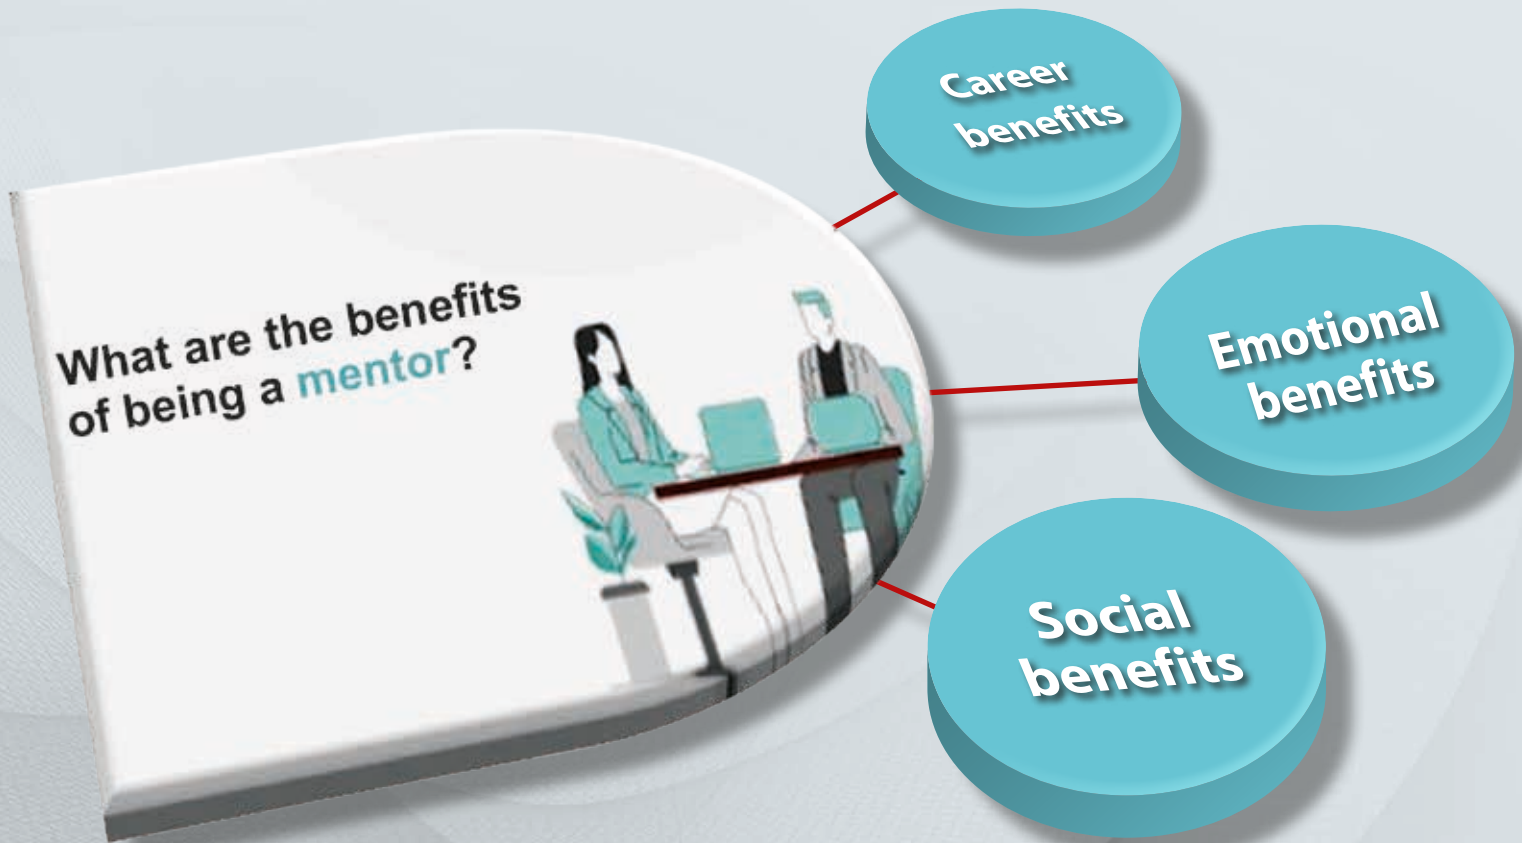 What are the benefits
of being a mentor?
Career
benefits
Emotional
benefits
Social
benefits